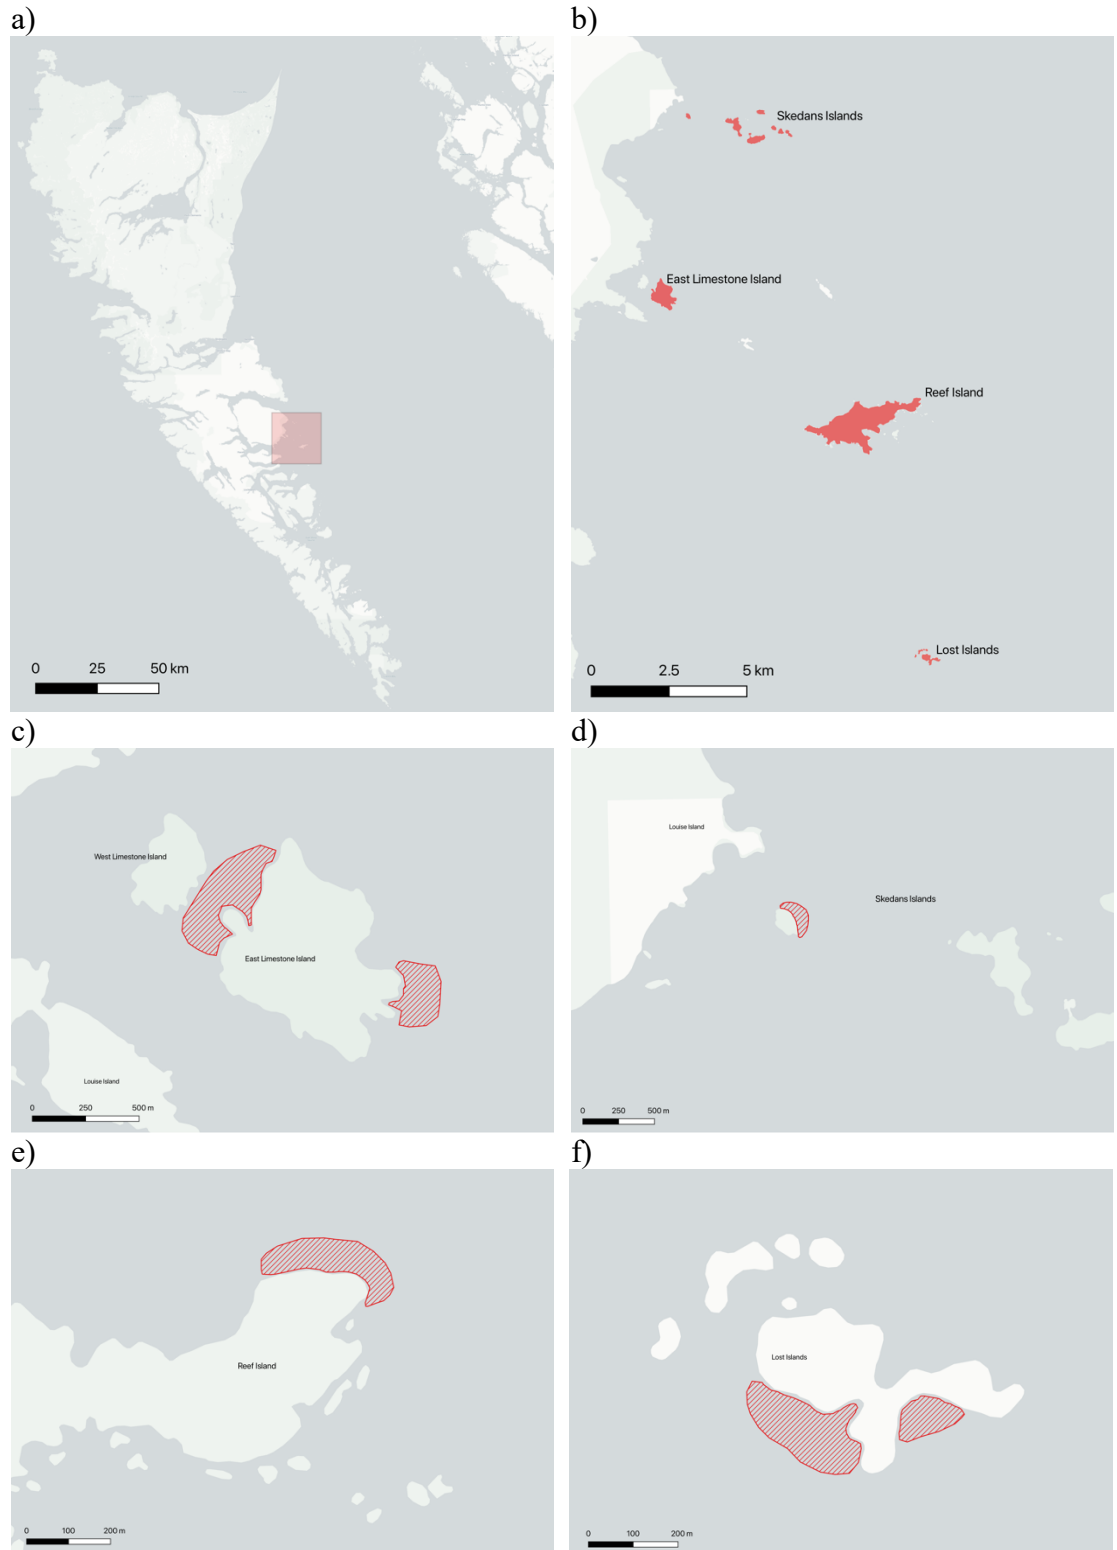 a)
b)
Skedans Islands
East Limestone Island
Reef Island
Lost Islands
0 25 50 km
0 2.5 5 km
c)
d)
West Limestone Island
East Limestone Island
Louise Island
0 250 500 m
Louise Island
Skedans Islands
0 250 500 m
e)
f)
Reef Island
0 100 200 m
Lost Islands
0 100 200 m